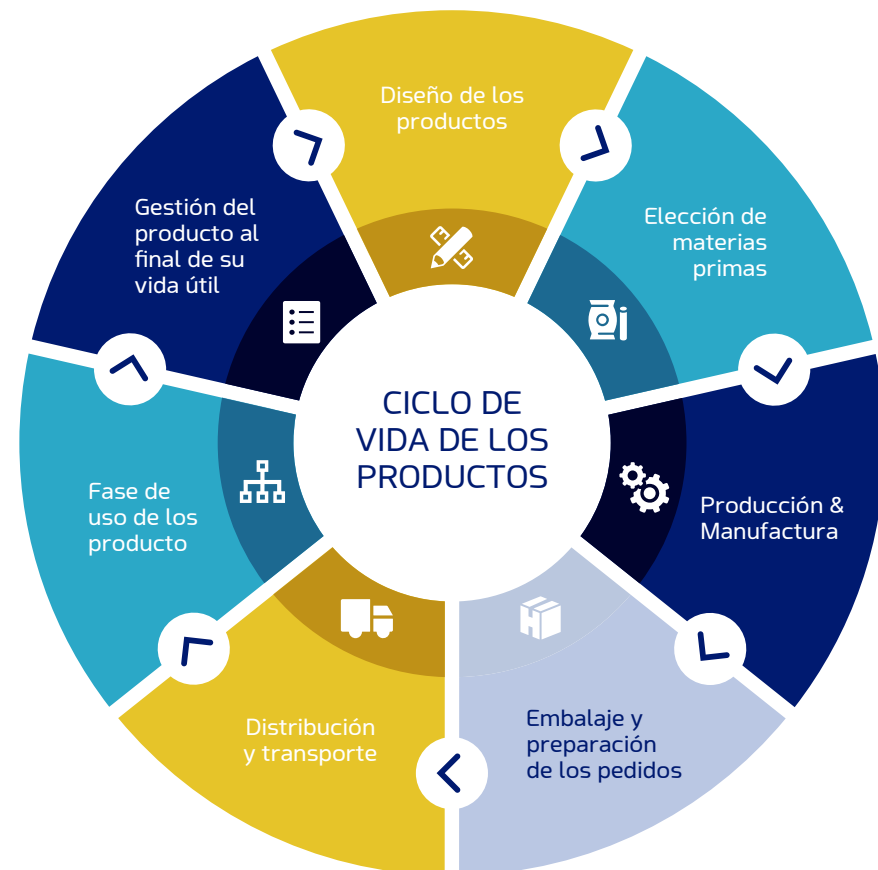 CICLO DE
VIDA DE LOS
PRODUCTOS
Diseño de los
productos
Elección de
materias
primas
Producción &
Manufactura
Embalaje y
preparación
de los pedidos
Distribución
y transporte
Fase de
uso de los
producto
Gestión del
producto al
final de su
vida útil